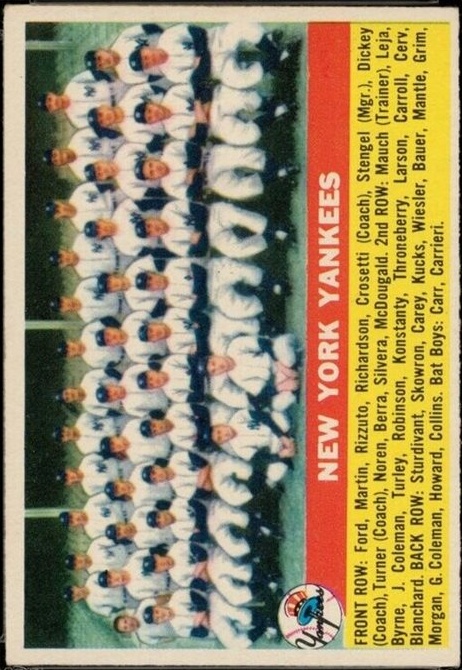 NEW YORK YANKEES
Yankees
FRONT ROW: Ford, Martin, Rizzuto, Richardson, Crosetti (Coach), Stengel (Mgr.), Dickey
(Coach), Turner (Coach), Noren, Berra, Silvera, McDougald. 2nd ROW: Mauch (Trainer), Leja,
Byrne, J. Coleman, Turley, Robinson, Konstanty, Throneberry, Larson, Carroll, Cerv,
Blanchard. BACK ROW: Sturdivant, Skowron, Carey, Kucks, Wiesler, Bauer, Mantle, Grim,
Morgan, G. Coleman, Howard, Collins. Bat Boys: Carr, Carrieri.